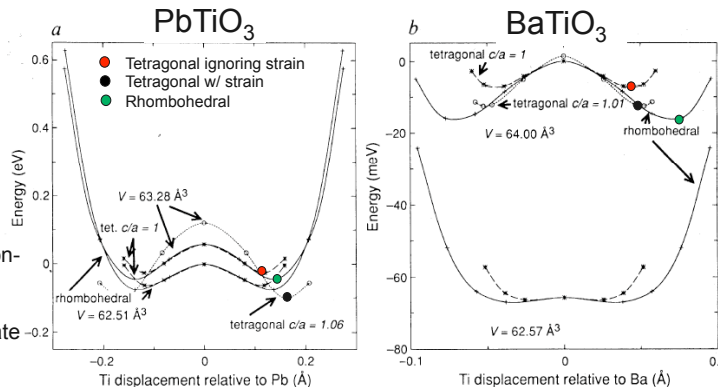 PbTiO3
BaTiO3
a
Tetragonal ignoring strain
Tetragonal w/ strain
Rhombohedral
0.6
0.4
0.2
0
−0.2
Energy (eV)
V = 63.28 Å3
tet. c/a = 1
rhombohedral
V = 62.51 Å3
tetragonal c/a = 1.06
−0.2
0
0.2
Ti displacement relative to Pb (Å)
on-
ate
b
0
−20
−40
−60
−80
Energy (meV)
tetragonal c/a = 1
tetragonal c/a = 1.01
V = 64.00 Å3
rhombohedral
V = 62.57 Å3
−0.1
0
0.1
Ti displacement relative to Ba (Å)